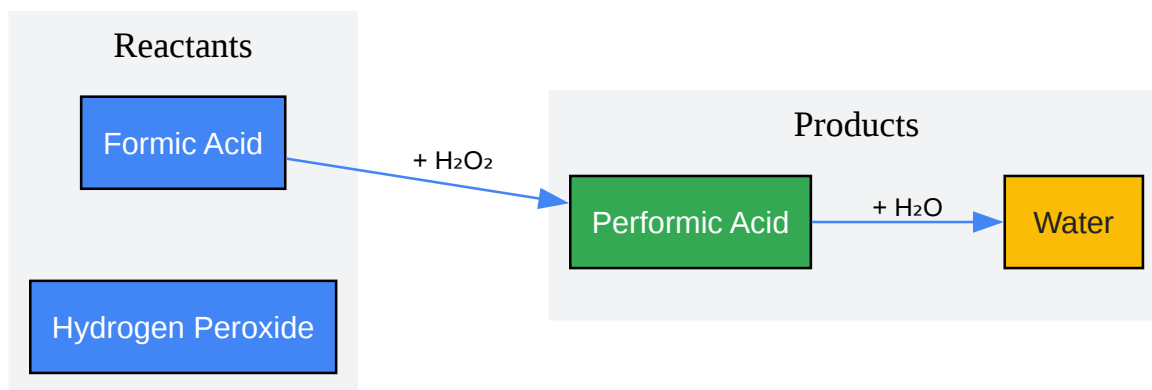 Reactants
Formic Acid
Hydrogen Peroxide
+ H₂O₂
Products
Performic Acid
+ H₂O
Water